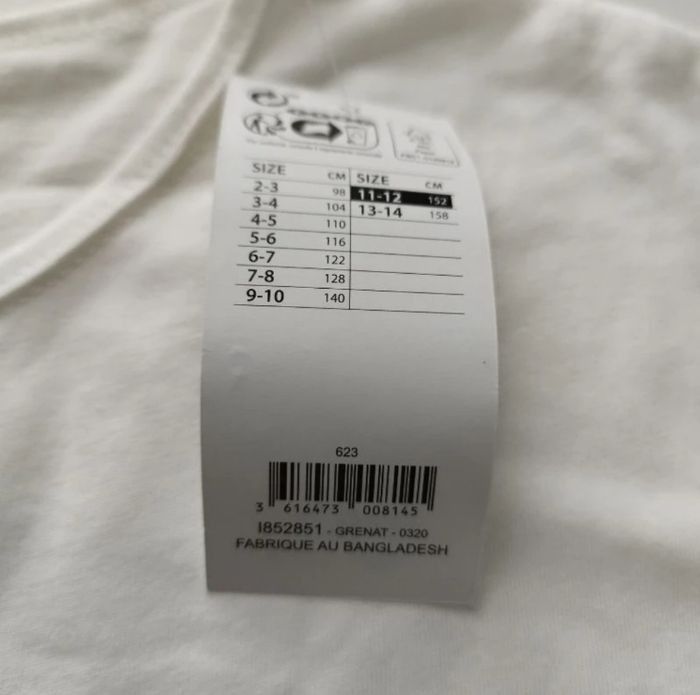 SIZE CM SIZE CM
2-3 98 11-12 152
3-4 104 13-14 158
4-5 110
5-6 116
6-7 122
7-8 128
9-10 140
623
3 616473 008145
I852851 - GRENAT - 0320
FABRIQUE AU BANGLADESH